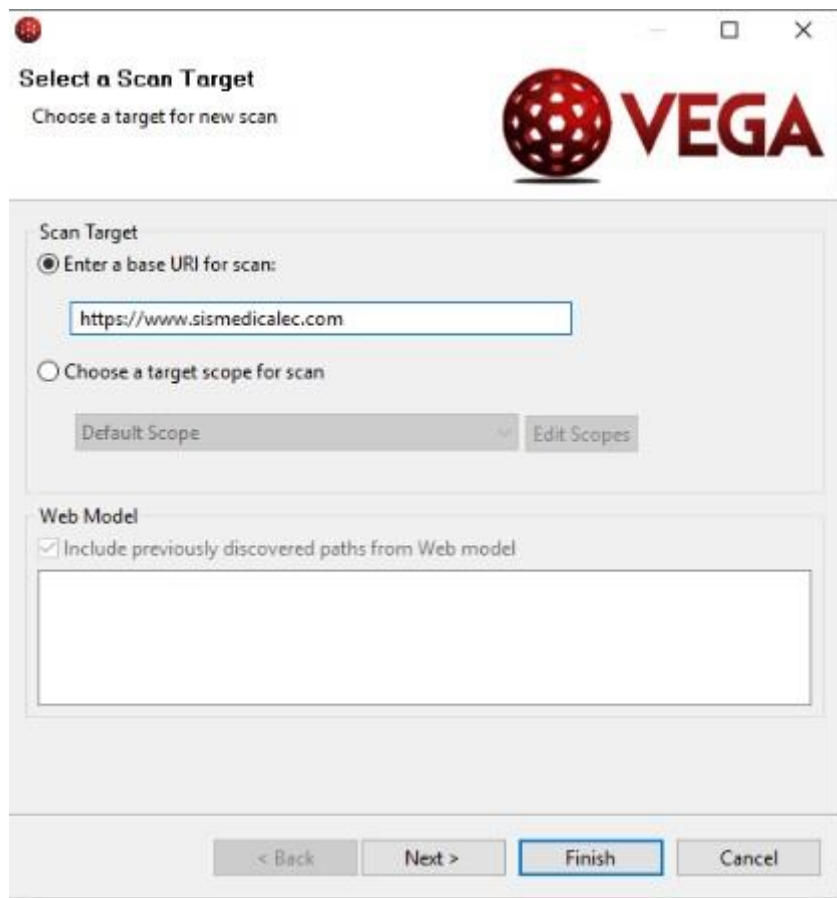 Select a Scan Target
Choose a target for new scan
VEGA
Scan Target
Enter a base URI for scan:
https://www.sismedicalec.com
Choose a target scope for scan
Default Scope
Edit Scopes
Web Model
Include previously discovered paths from Web model
< Back
Next >
Finish
Cancel